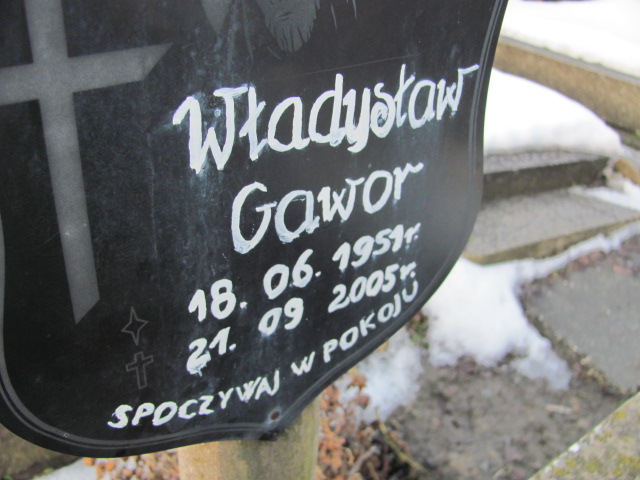 Władysław
Gawor
18. 06. 1951r.
21. 09 2005r.
SPOCZYWAJ W POKOJU